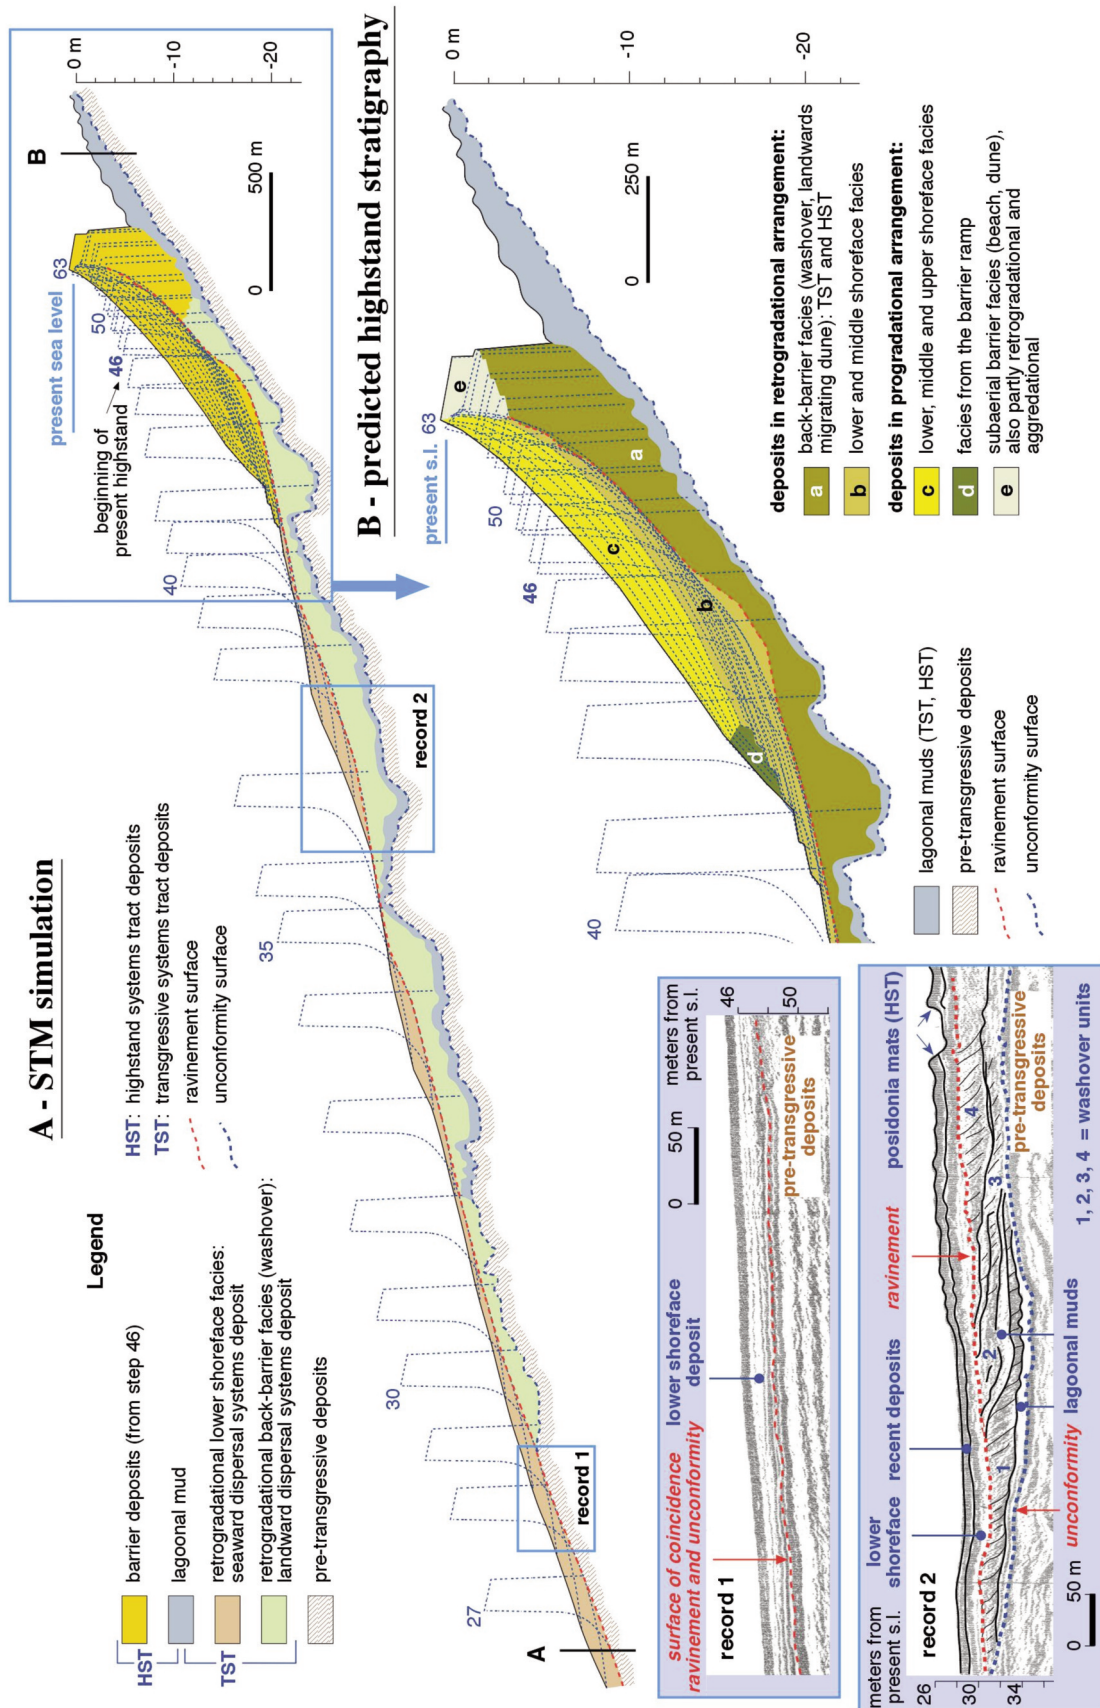 A - STM simulation
Legend
HST
TST
barrier deposits (from step 46)
lagoonal mud
retrogradational lower shoreface facies:
seaward dispersal systems deposit
retrogradational back-barrier facies (washover):
landward dispersal systems deposit
pre-transgressive deposits
HST: highstand systems tract deposits
TST: transgressive systems tract deposits
ravinement surface
unconformity surface
A
27
30
35
40
beginning of
present highstand
46
50
63
present sea level
B
0 m
-10
-20
0
500 m
record 1
record 2
B - predicted highstand stratigraphy
present s.l.
40
46
50
63
a
b
c
d
e
0 m
-10
-20
0
250 m
deposits in retrogradational arrangement:
a
back-barrier facies (washover, landwards
migrating dune): TST and HST
b
lower and middle shoreface facies
deposits in progradational arrangement:
c
lower, middle and upper shoreface facies
d
facies from the barrier ramp
e
subaerial barrier facies (beach, dune),
also partly retrogradational and
aggredational
lagoonal muds (TST, HST)
pre-transgressive deposits
ravinement surface
unconformity surface
surface of coincidence
ravinement and unconformity
lower shoreface
deposit
record 1
0
50 m
meters from
present s.l.
46
50
pre-transgressive
deposits
meters from
present s.l.
lower
shoreface
recent deposits
ravinement
posidonia mats (HST)
record 2
26
30
34
1
2
3
4
pre-transgressive
deposits
0
50 m
unconformity
lagoonal muds
1, 2, 3, 4 = washover units